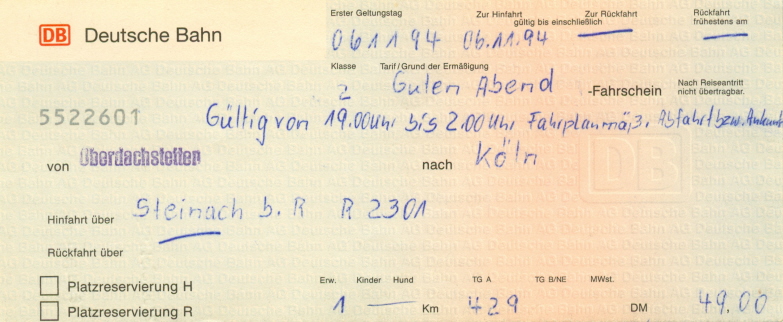 Erster Geltungstag Zur Hinfahrt gültig bis einschließlich Zur Rückfahrt Rückfahrt frühestens am
DB Deutsche Bahn 061194 06.11.94
Klasse Tarif/Grund der Ermäßigung
2 Guten Abend -Fahrschein Nach Reiseantritt nicht übertragbar.
5522601 Gültig von 19.00Uhr bis 2.00 Uhr Fahrplanmäß. Abfahrt bzw. Ankunft
von Oberdachstetten nach Köln
DB
Hinfahrt über Steinach b. R R 2301
Rückfahrt über
Platzreservierung H Erw. Kinder Hund TG A TG B/NE MWst.
Platzreservierung R 1 — Km 429 DM 49.00